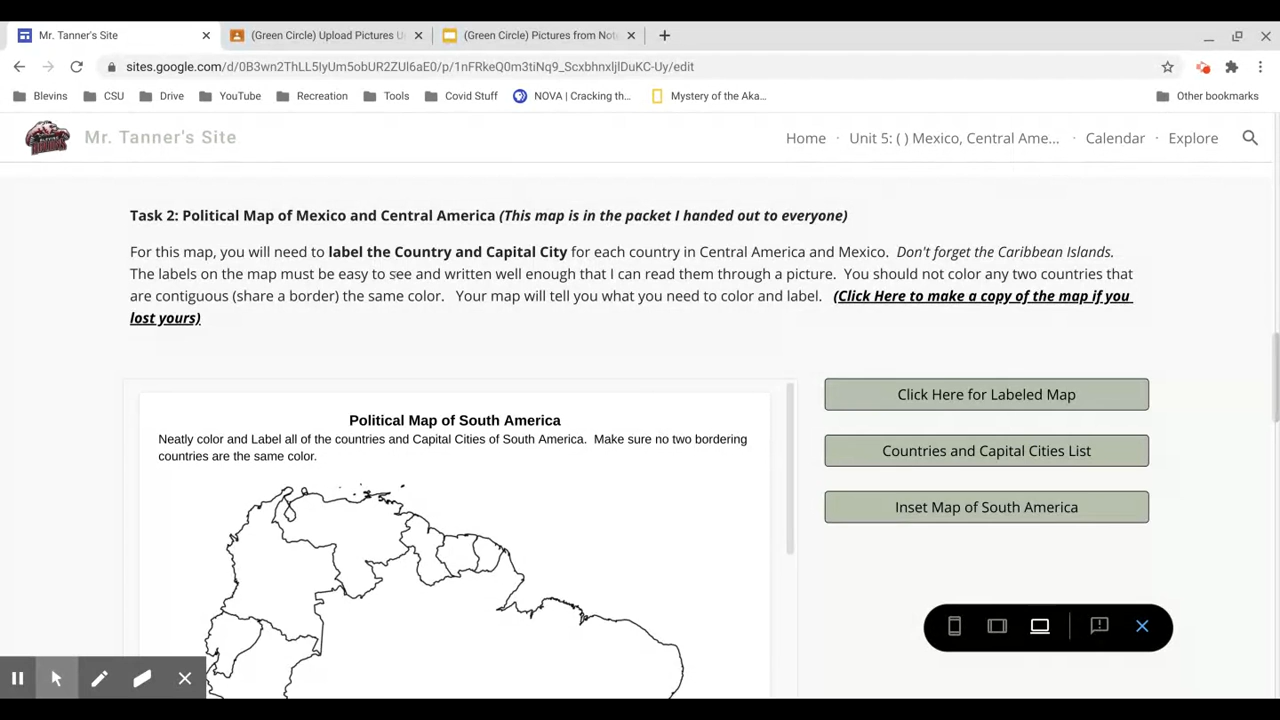 Mr. Tanner's Site
(Green Circle) Upload Pictures U
(Green Circle) Pictures from Not
sites.google.com/d/0B3wn2ThLL5IyUm5obUR2ZUl6aE0/p/1nFRkeQ0m3tiNq9_ScxbhnxljlDuKC-Uy/edit
Blevins CSU Drive YouTube Recreation Tools Covid Stuff NOVA | Cracking th... Mystery of the Aka... Other bookmarks
Mr. Tanner's Site
Home · Unit 5: ( ) Mexico, Central Ame... · Calendar · Explore
Task 2: Political Map of Mexico and Central America (This map is in the packet I handed out to everyone)
For this map, you will need to label the Country and Capital City for each country in Central America and Mexico. Don't forget the Caribbean Islands.
The labels on the map must be easy to see and written well enough that I can read them through a picture. You should not color any two countries that
are contiguous (share a border) the same color. Your map will tell you what you need to color and label. (Click Here to make a copy of the map if you
lost yours)
Political Map of South America
Neatly color and Label all of the countries and Capital Cities of South America. Make sure no two bordering
countries are the same color.
Click Here for Labeled Map
Countries and Capital Cities List
Inset Map of South America